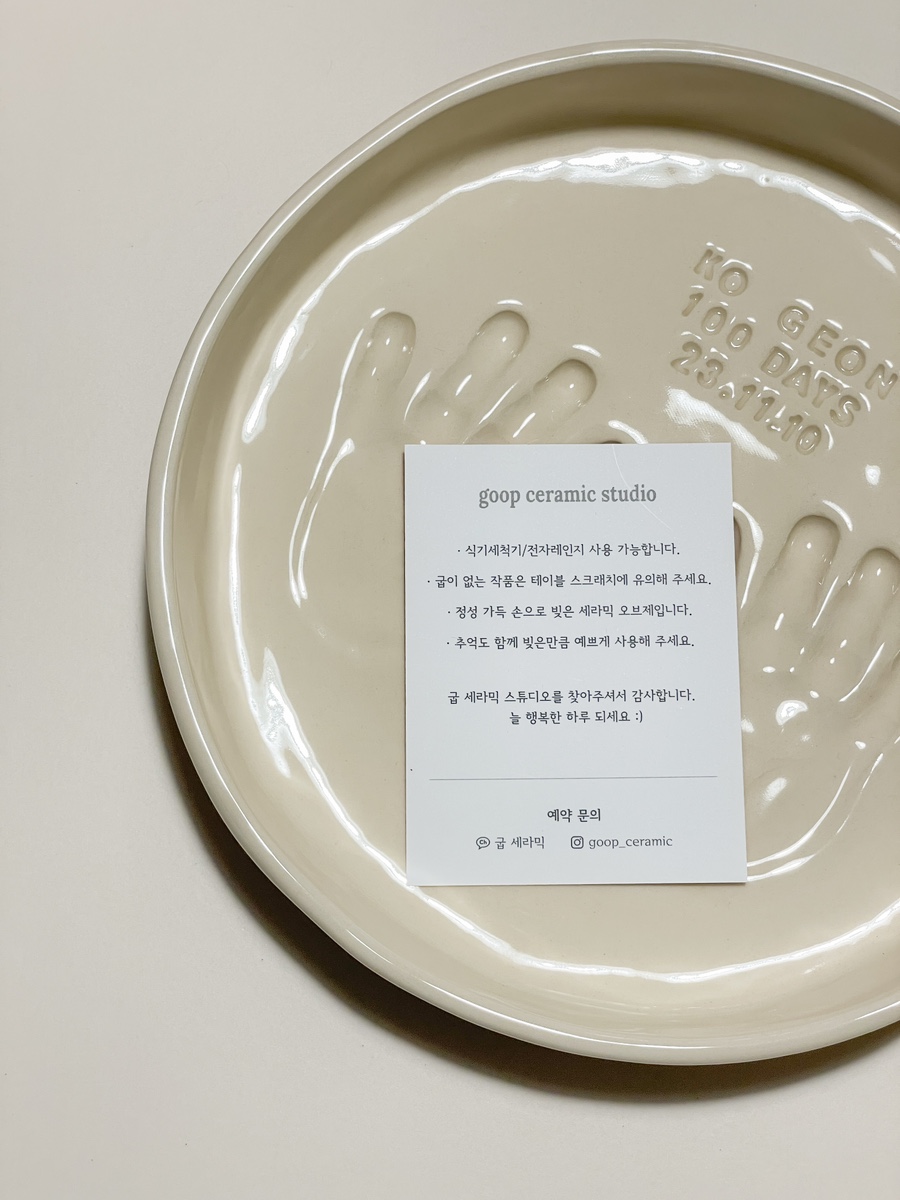 KO GEON
100 DAYS
23.11.10
goop ceramic studio
· 식기세척기/전자레인지 사용 가능합니다.
· 굽이 없는 작품은 테이블 스크래치에 유의해 주세요.
· 정성 가득 손으로 빚은 세라믹 오브제입니다.
· 추억도 함께 빚은만큼 예쁘게 사용해 주세요.
굽 세라믹 스튜디오를 찾아주셔서 감사합니다.
늘 행복한 하루 되세요 :)
예약 문의
Ch 굽 세라믹 goop_ceramic